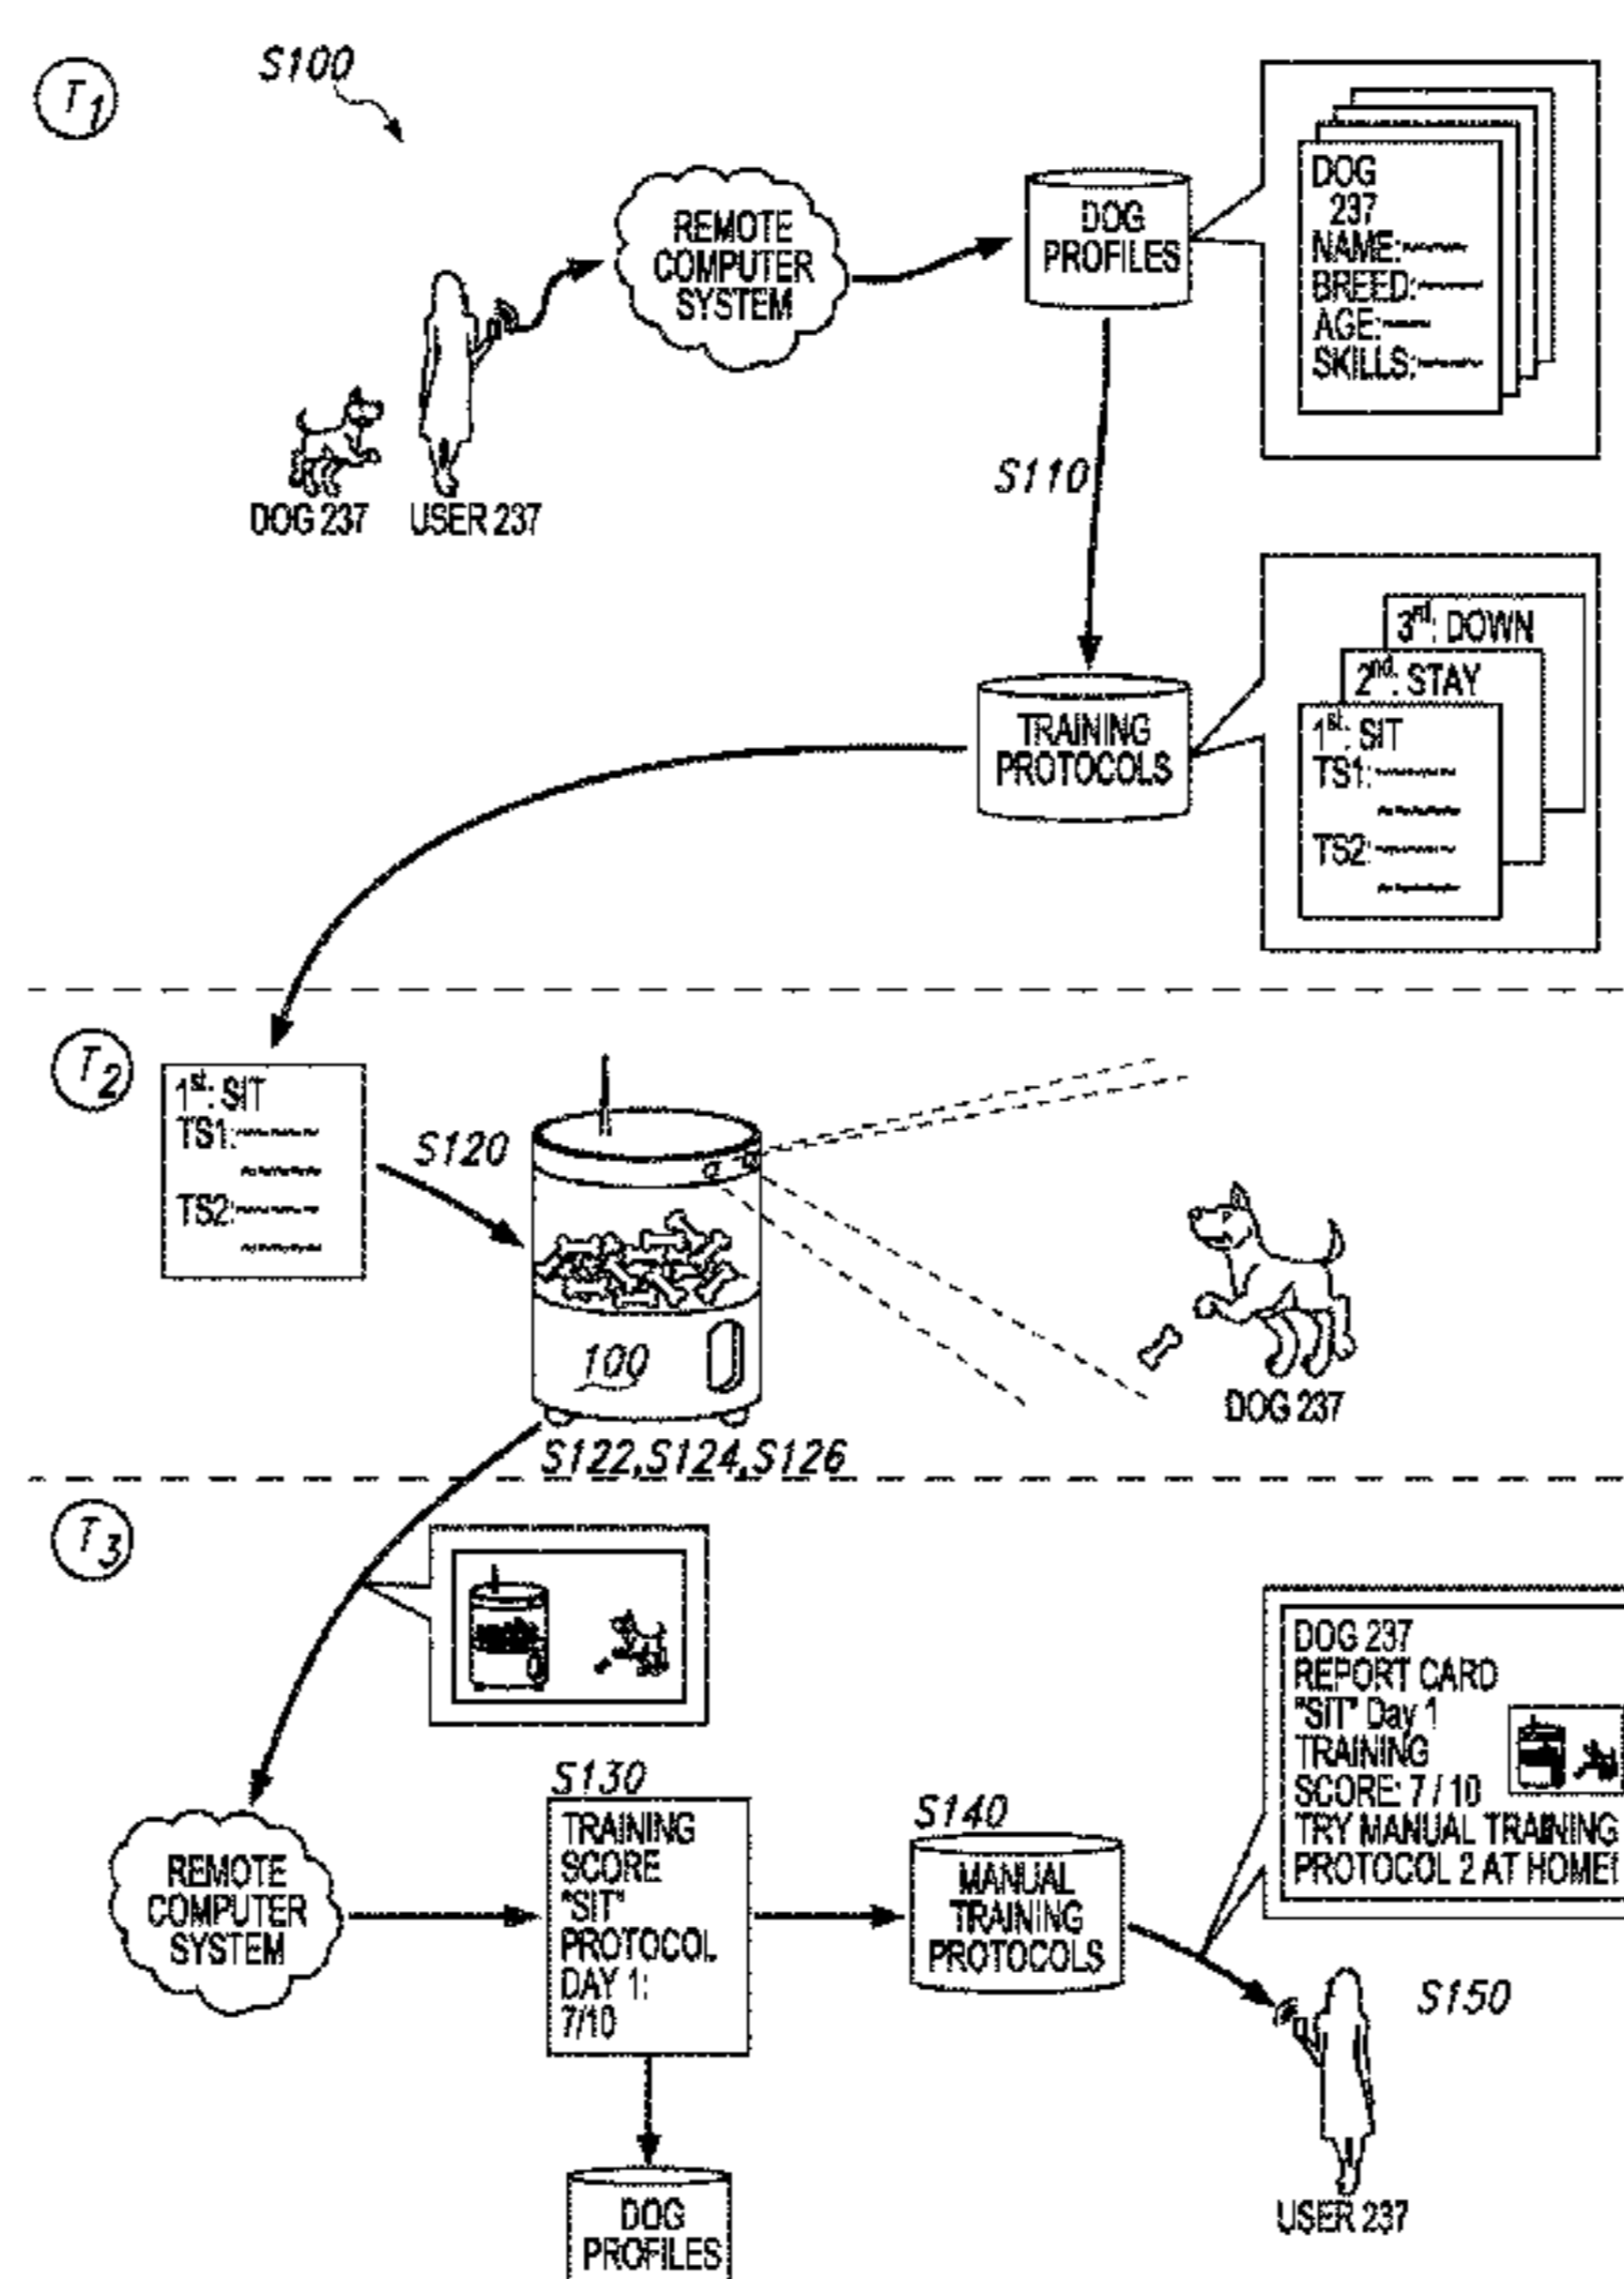 T1
S100
REMOTE
COMPUTER
SYSTEM
DOG
PROFILES
DOG
237
NAME:
BREED:
AGE:
SKILLS:
DOG 237
USER 237
S110
TRAINING
PROTOCOLS
3rd: DOWN
2nd: STAY
1st: SIT
TS1:
TS2:
T2
1st: SIT
TS1:
TS2:
S120
100
DOG 237
S122,S124,S126
T3
REMOTE
COMPUTER
SYSTEM
S130
TRAINING
SCORE
"SIT"
PROTOCOL
DAY 1:
7/10
DOG
PROFILES
S140
MANUAL
TRAINING
PROTOCOLS
DOG 237
REPORT CARD
"SIT" Day 1
TRAINING
SCORE: 7 / 10
TRY MANUAL TRAINING
PROTOCOL 2 AT HOME!
S150
USER 237